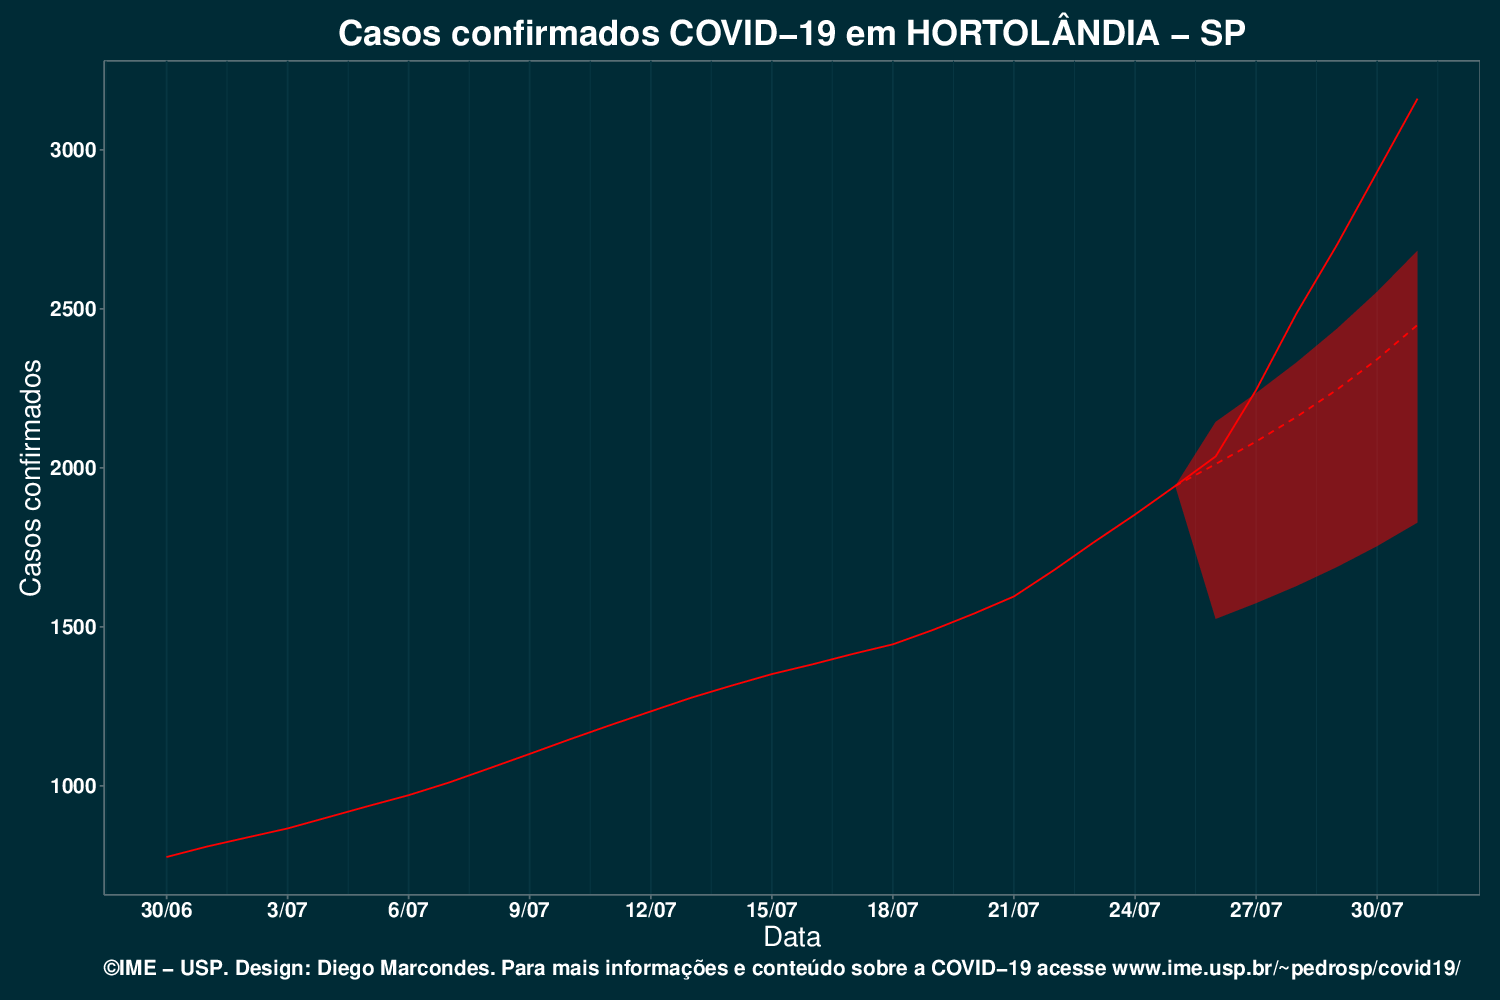 Casos confirmados COVID−19 em HORTOLÂNDIA − SP
Casos confirmados
3000
2500
2000
1500
1000
30/06 3/07 6/07 9/07 12/07 15/07 18/07 21/07 24/07 27/07 30/07
Data
©IME − USP. Design: Diego Marcondes. Para mais informações e conteúdo sobre a COVID−19 acesse www.ime.usp.br/~pedrosp/covid19/